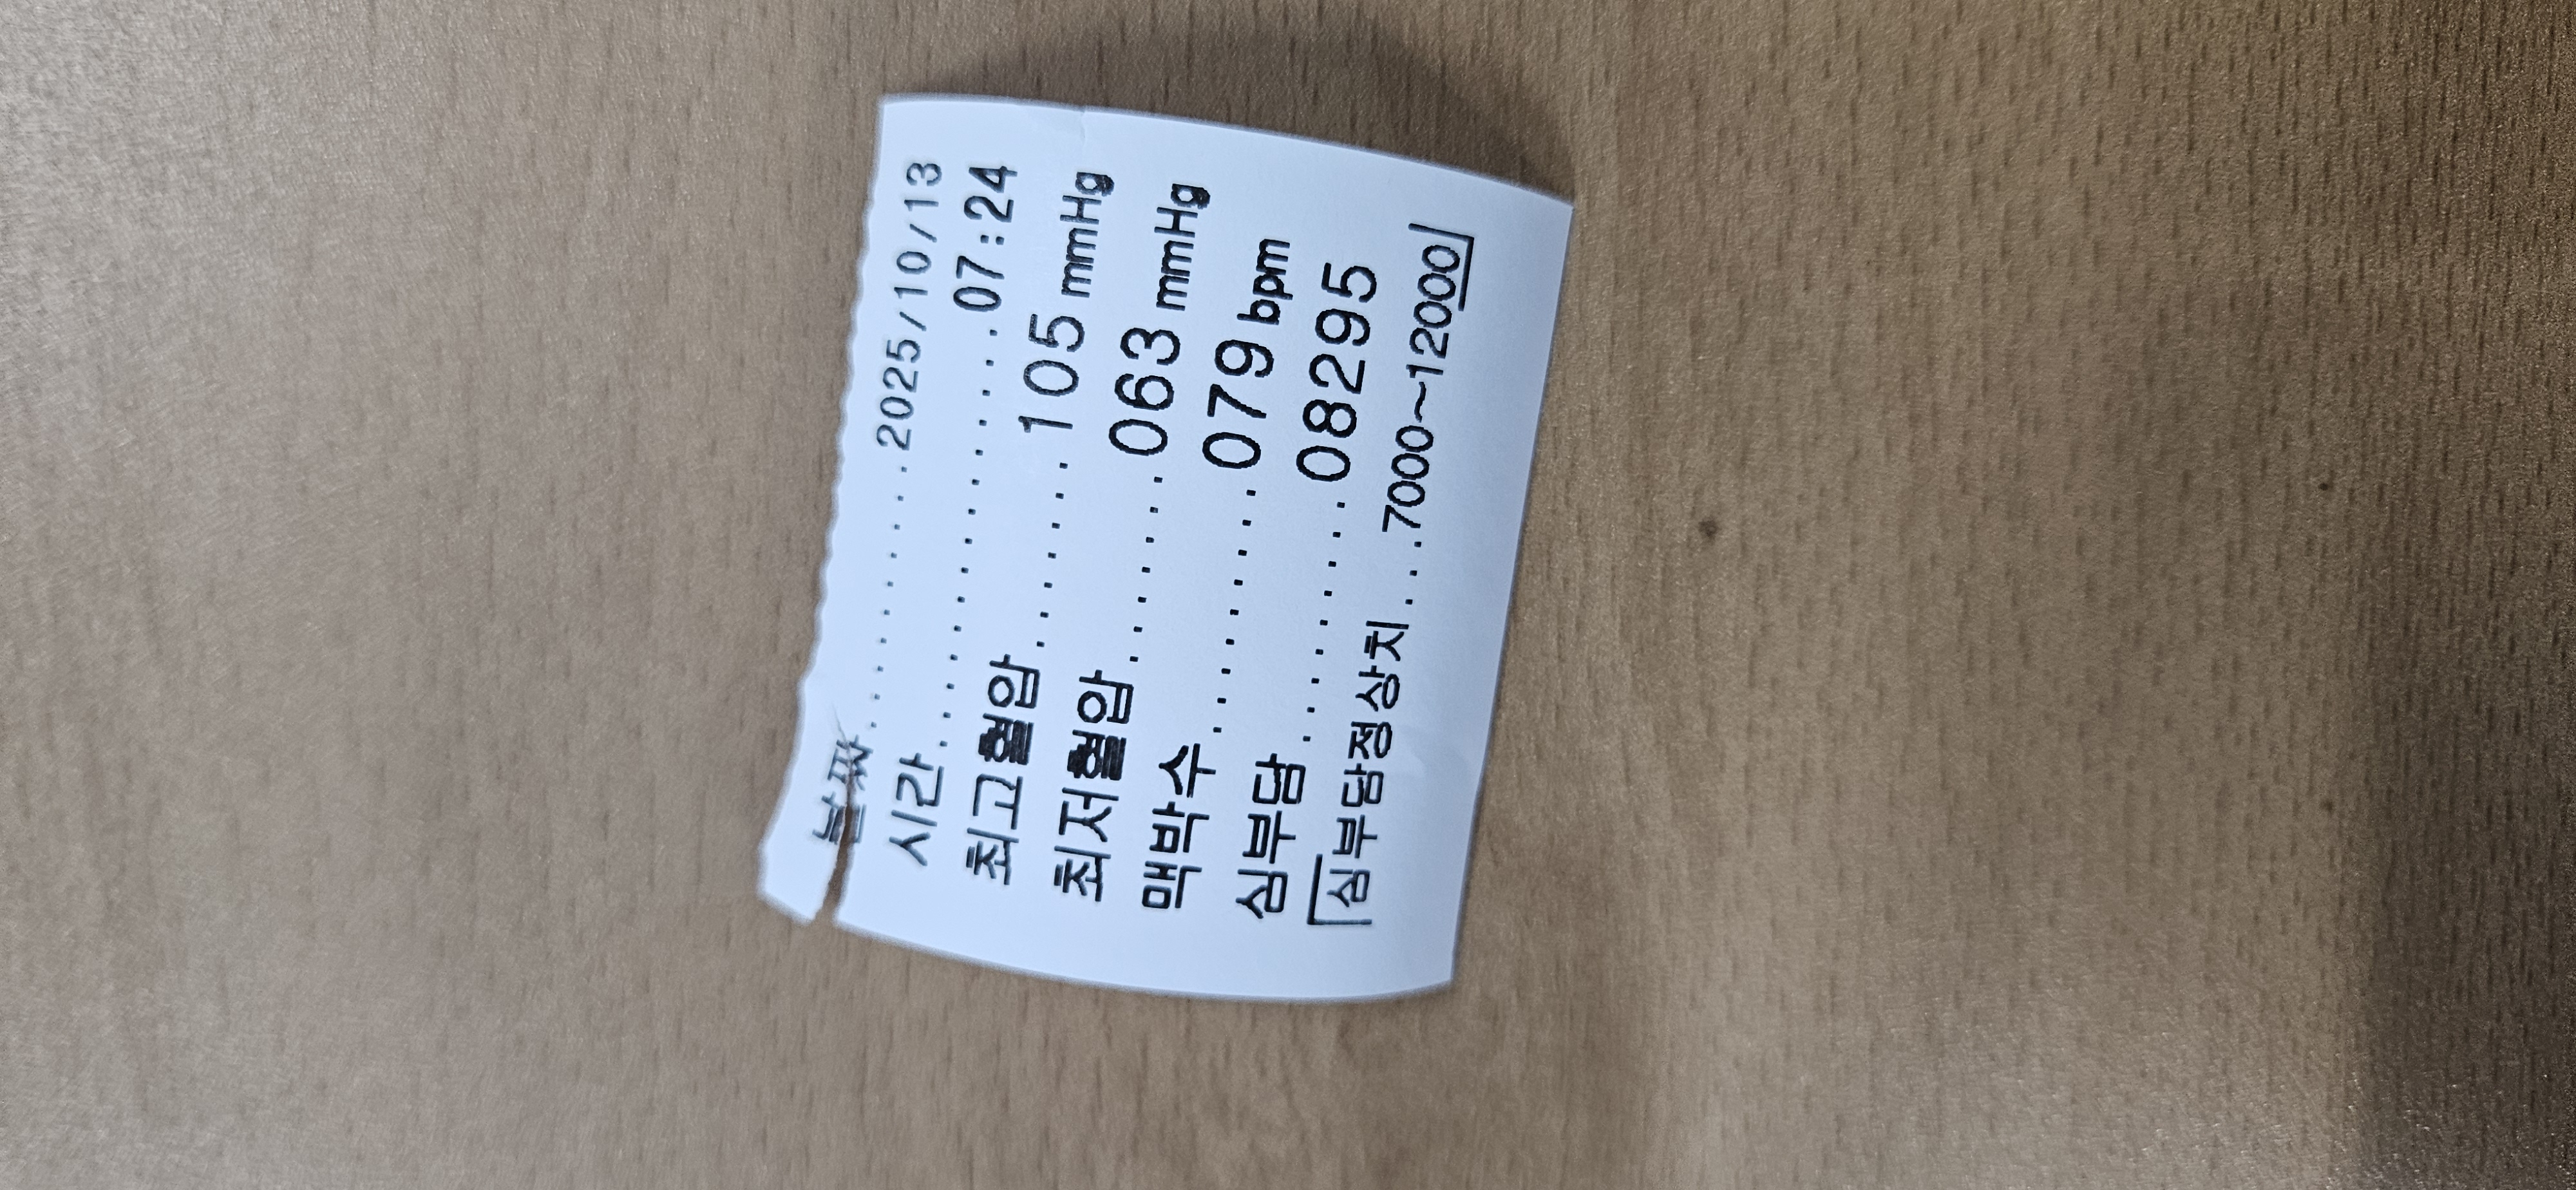 날짜..........2025/10/13
시간..............07:24
최고혈압.......105 mmHg
최저혈압.......063 mmHg
맥박수.........079 bpm
심부담.........08295
[심부담정상치...7000~12000]